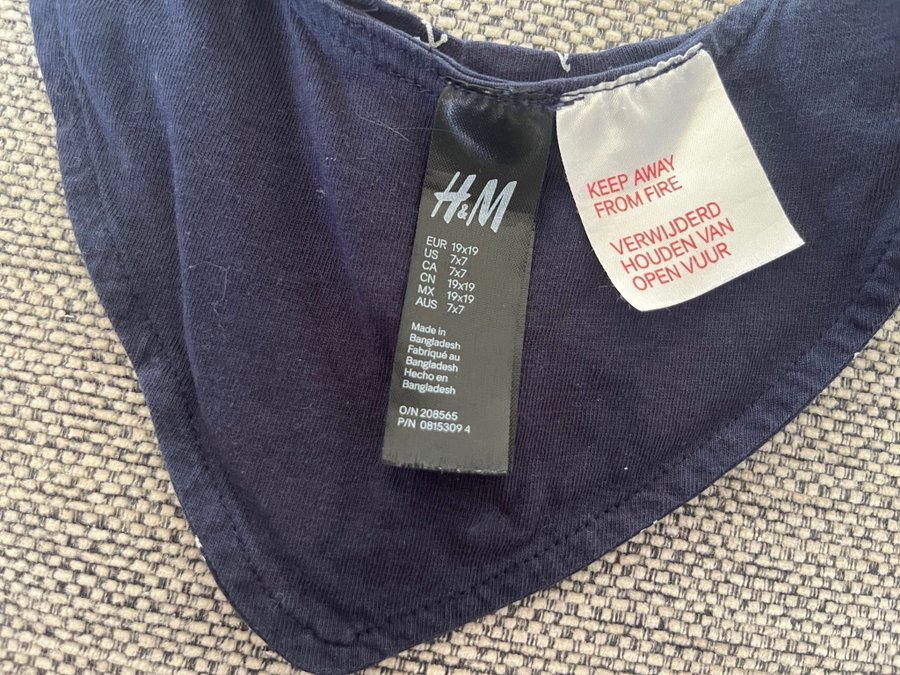 H&M
EUR 19x19
US 7x7
CA 7x7
CN 19x19
MX 19x19
AUS 7x7
Made in
Bangladesh
Fabriqué au
Bangladesh
Hecho en
Bangladesh
O/N 208565
P/N 0815309 4
KEEP AWAY
FROM FIRE
VERWIJDERD
HOUDEN VAN
OPEN VUUR